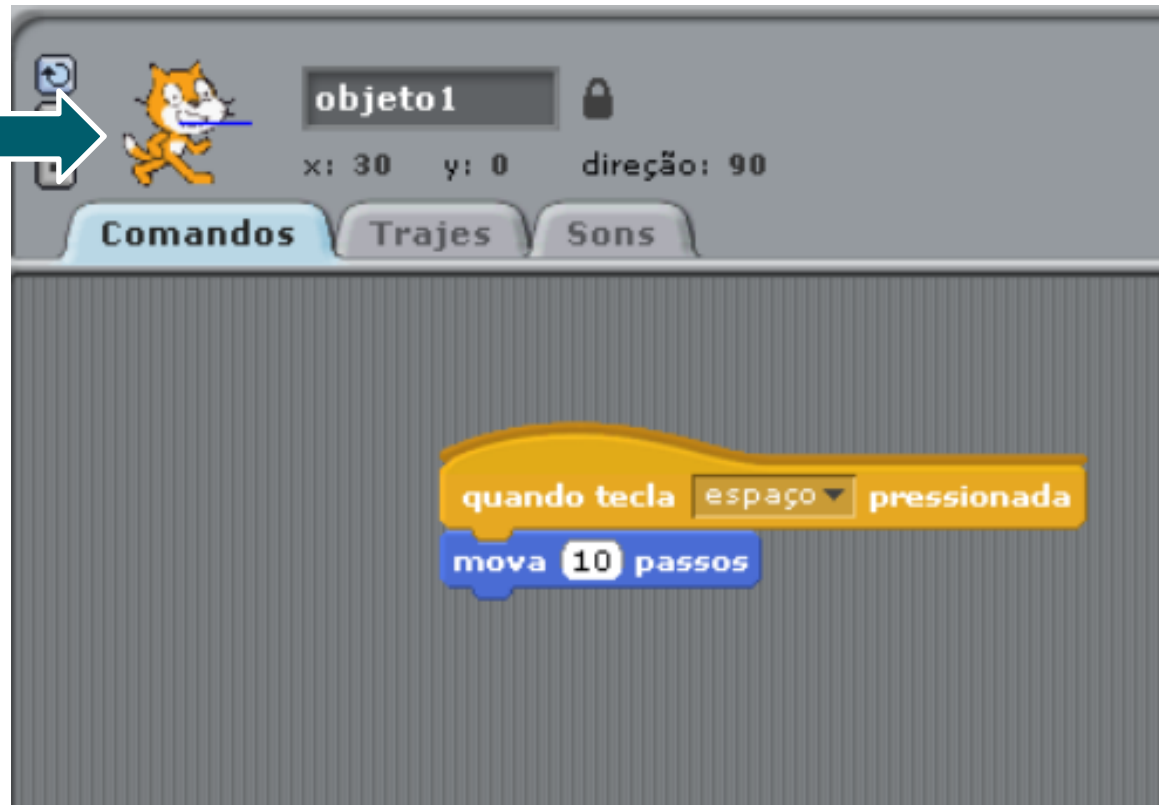 objeto1
x: 30 y: 0 direção: 90
Comandos Trajes Sons
quando tecla espaço pressionada
mova 10 passos